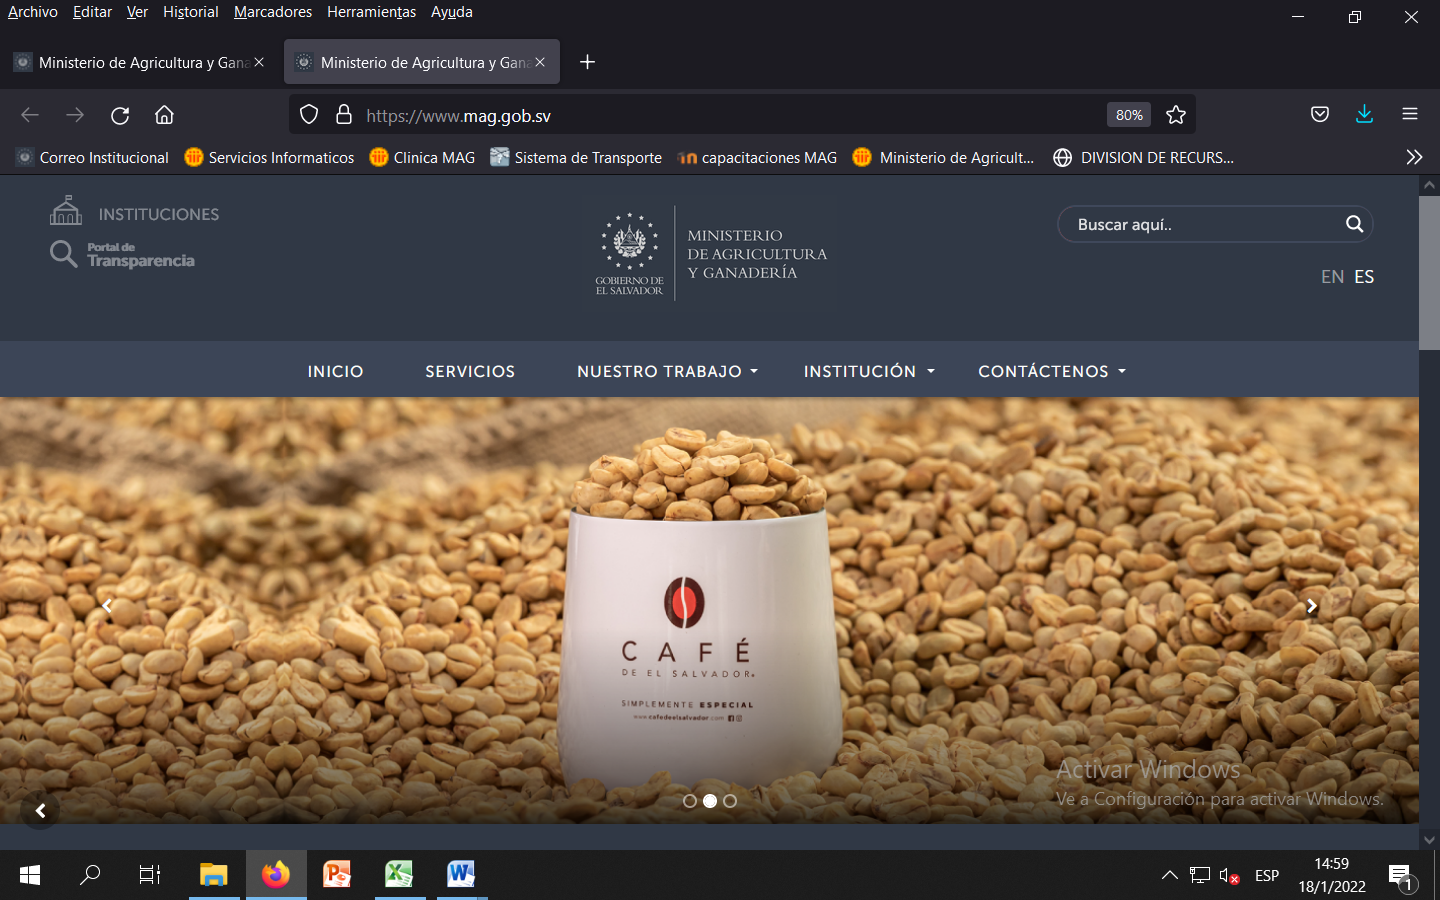 Archivo Editar Ver Historial Marcadores Herramientas Ayuda
Ministerio de Agricultura y Gana
Ministerio de Agricultura y Gana
https://www.mag.gob.sv
80%
Correo Institucional
Servicios Informaticos
Clinica MAG
Sistema de Transporte
capacitaciones MAG
Ministerio de Agricult...
DIVISION DE RECURS...
INSTITUCIONES
Portal de
Transparencia
GOBIERNO DE
EL SALVADOR
MINISTERIO
DE AGRICULTURA
Y GANADERÍA
Buscar aquí..
EN ES
INICIO
SERVICIOS
NUESTRO TRABAJO
INSTITUCIÓN
CONTÁCTENOS
CAFÉ
DE EL SALVADOR
SIMPLEMENTE ESPECIAL
www.cafedeelsalvador.com
Activar Windows
Ve a Configuración para activar Windows.
ESP
14:59
18/1/2022
1